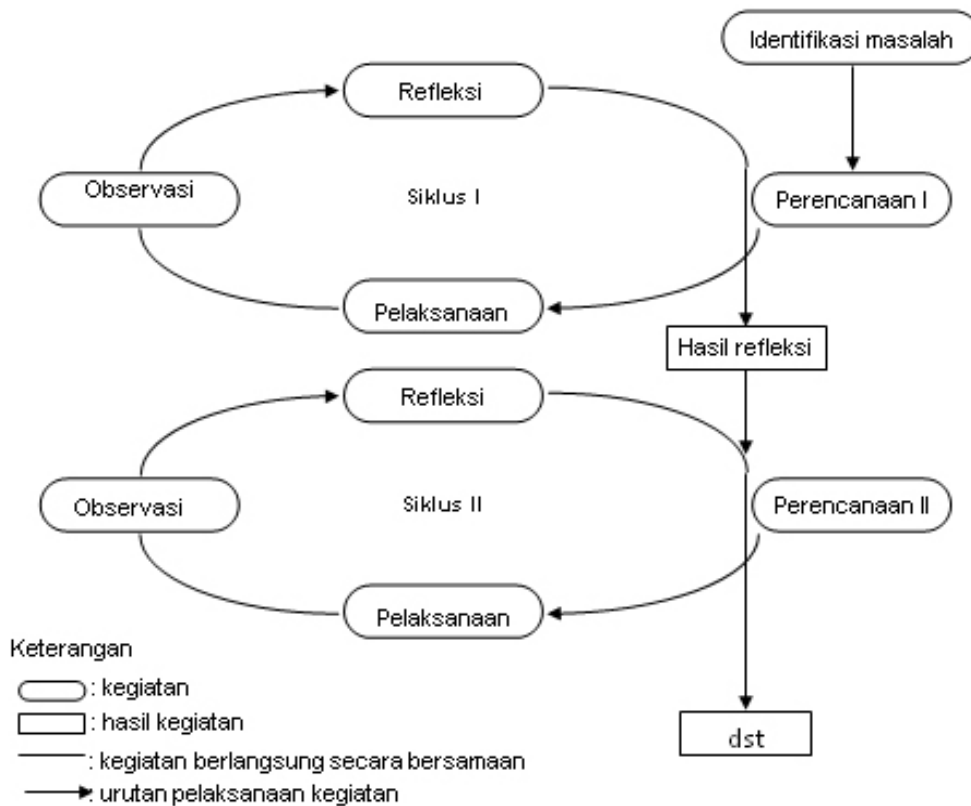 Identifikasi masalah
Refleksi
Observasi
Siklus I
Perencanaan I
Pelaksanaan
Hasil refleksi
Refleksi
Observasi
Siklus II
Perencanaan II
Pelaksanaan
Keterangan
: kegiatan
: hasil kegiatan
: kegiatan berlangsung secara bersamaan
: urutan pelaksanaan kegiatan
dst